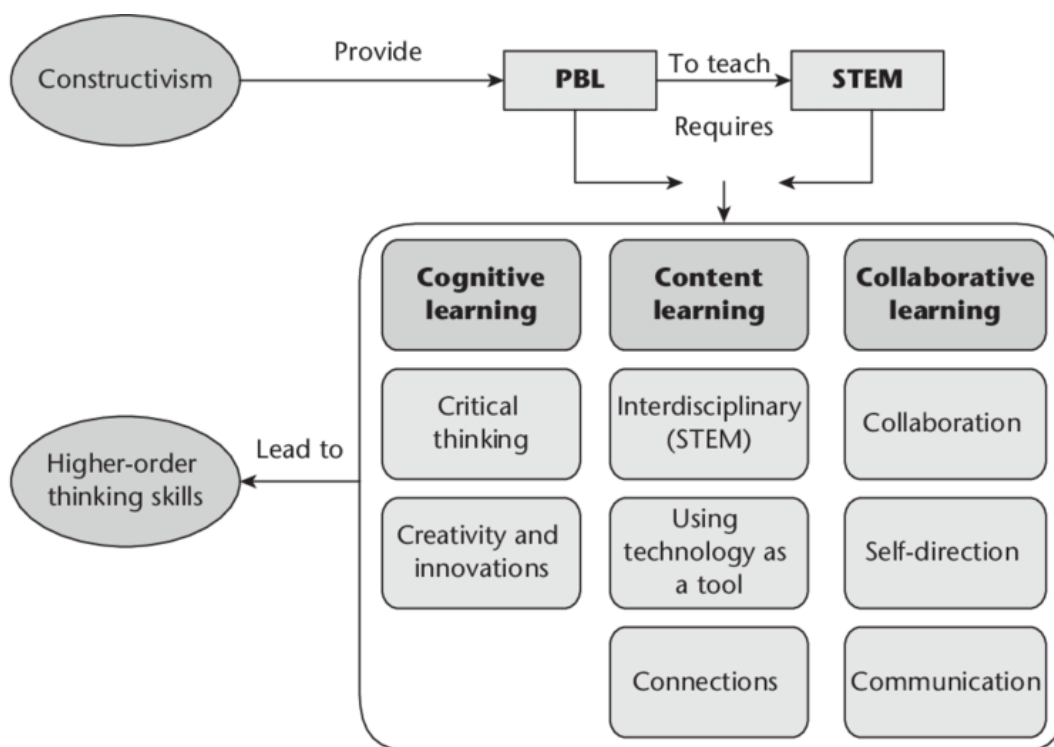 Provide
Constructivism
PBL
To teach
STEM
Requires
Cognitive
learning
Content
learning
Collaborative
learning
Critical
thinking
Interdisciplinary
(STEM)
Collaboration
Lead to
Higher-order
thinking skills
Creativity and
innovations
Using
technology as
a tool
Self-direction
Connections
Communication